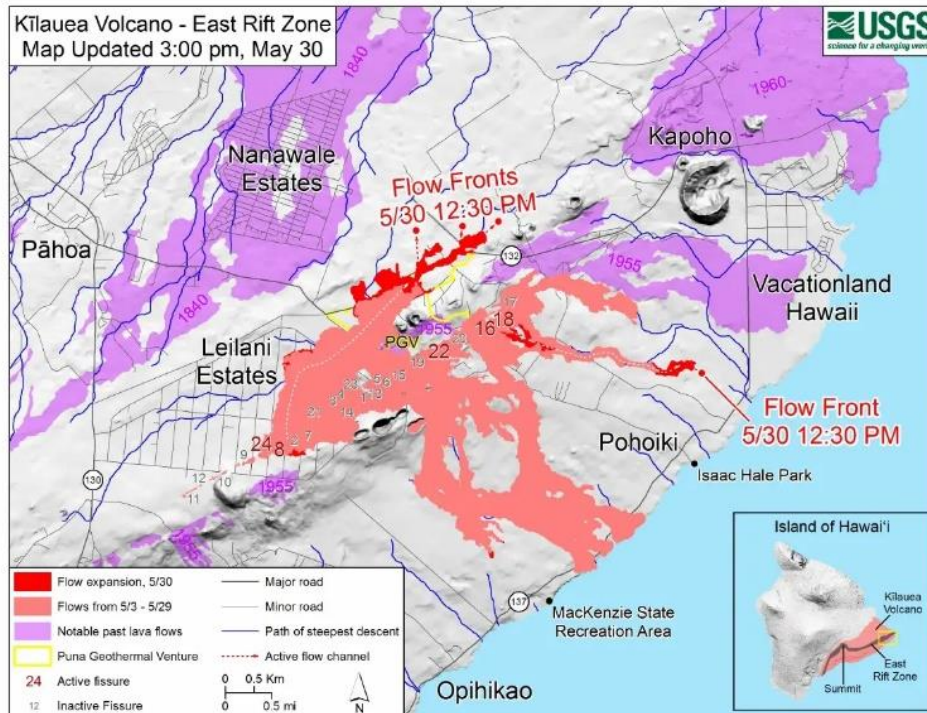 Kīlauea Volcano - East Rift Zone
Map Updated 3:00 pm, May 30
USGS
science for a changing world
1840
1960
Kapoho
Nanawale
Estates
Flow Fronts
5/30 12:30 PM
Pāhoa
132
1955
Vacationland
Hawaii
1840
17
18
16
1955
PGV
22
Leilani
Estates
19
15
21
14
13
Flow Front
5/30 12:30 PM
Pohoiki
24
8
2
7
9
130
12
10
11
1955
Isaac Hale Park
Island of Hawai‘i
Kīlauea
Volcano
East
Rift Zone
Summit
137
MacKenzie State
Recreation Area
Opihikao
Flow expansion, 5/30
Flows from 5/3 - 5/29
Notable past lava flows
Puna Geothermal Venture
24 Active fissure
12 Inactive Fissure
Major road
Minor road
Path of steepest descent
Active flow channel
0 0.5 Km
0 0.5 mi
N